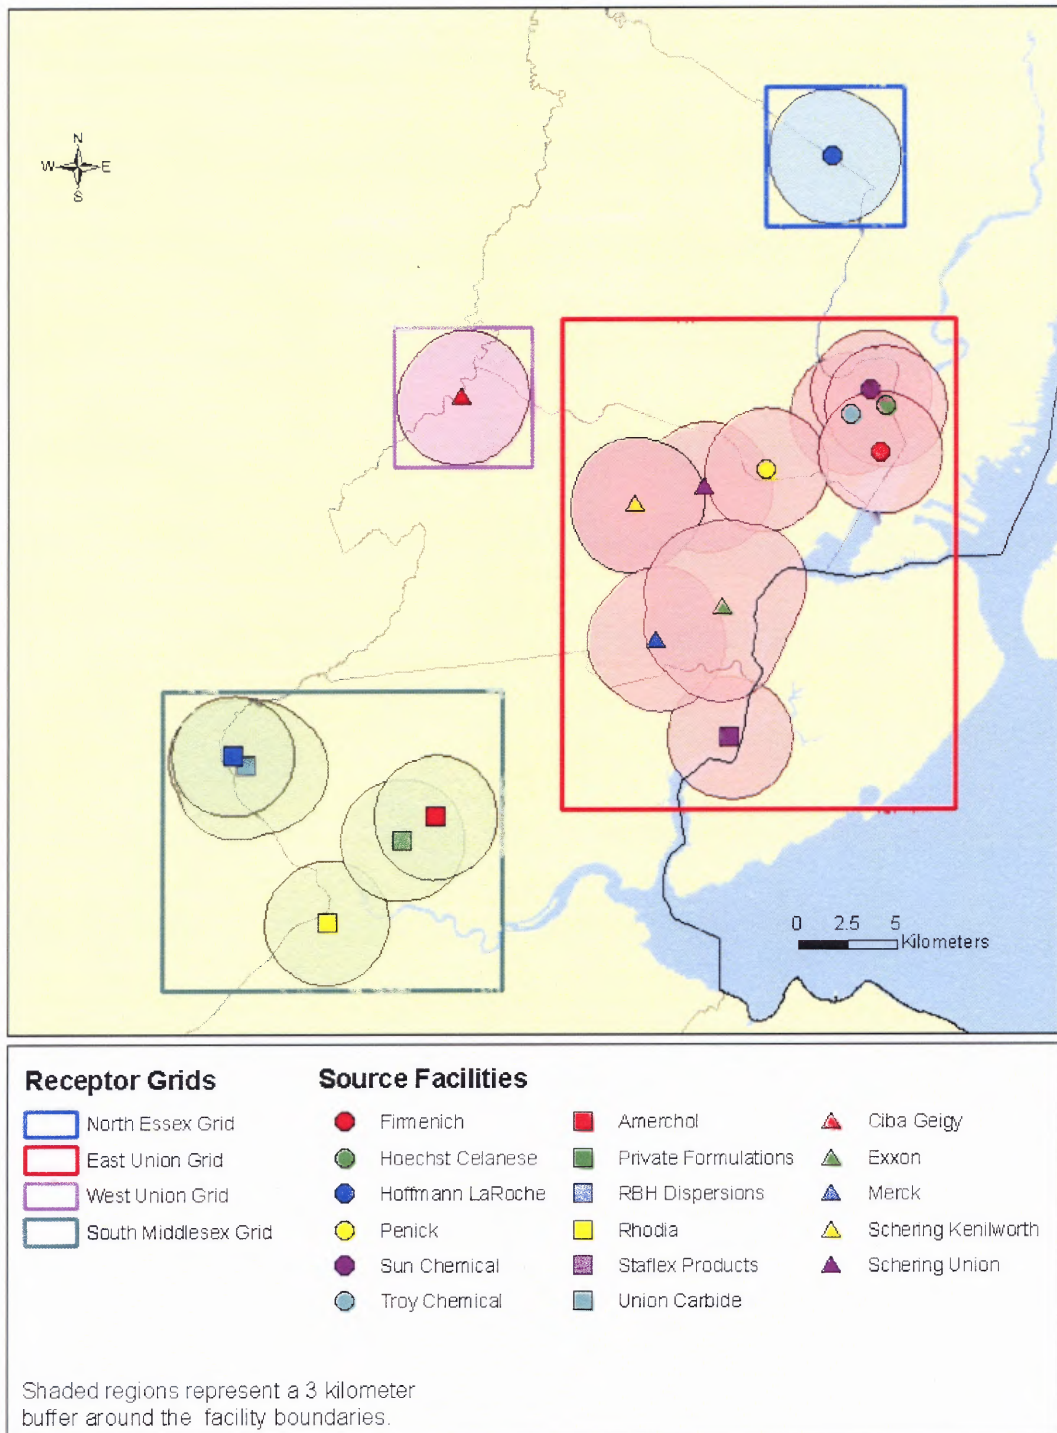 N
W E
S
0 2.5 5
Kilometers
Receptor Grids
North Essex Grid
East Union Grid
West Union Grid
South Middlesex Grid
Source Facilities
Firmenich
Hoechst Celanese
Hoffmann LaRoche
Penick
Sun Chemical
Troy Chemical
Amerchol
Private Formulations
RBH Dispersions
Rhodia
Staflex Products
Union Carbide
Ciba Geigy
Exxon
Merck
Schering Kenilworth
Schering Union
Shaded regions represent a 3 kilometer
buffer around the facility boundaries.